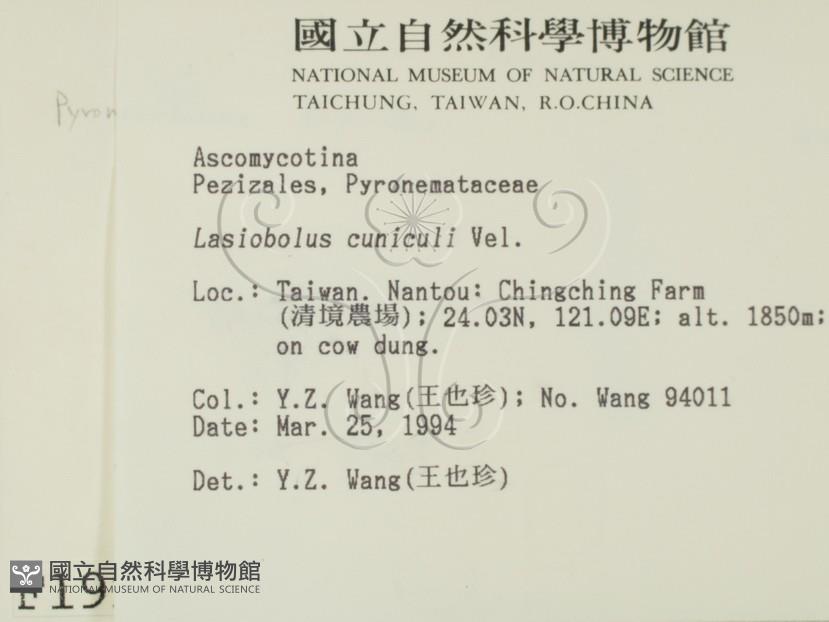 國立自然科學博物館
NATIONAL MUSEUM OF NATURAL SCIENCE
TAICHUNG, TAIWAN, R.O.CHINA
Pyron
Ascomycotina
Pezizales, Pyronemataceae
Lasiobolus cuniculi Vel.
Loc.: Taiwan. Nantou: Chingching Farm
(清境農場); 24.03N, 121.09E; alt. 1850m;
on cow dung.
Col.: Y.Z. Wang(王也珍); No. Wang 94011
Date: Mar. 25, 1994
Det.: Y.Z. Wang(王也珍)
國立自然科學博物館
NATIONAL MUSEUM OF NATURAL SCIENCE
F19